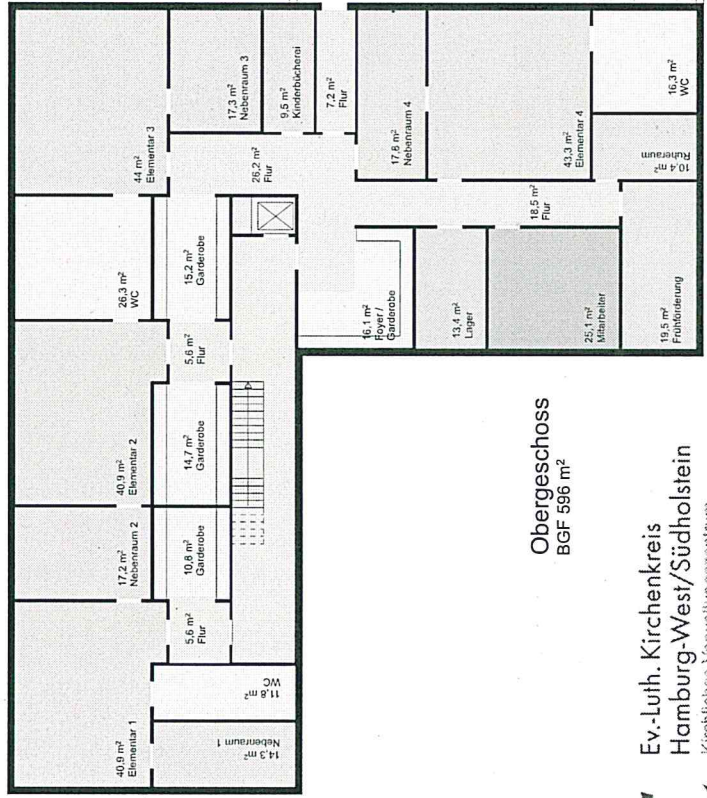 44 m²
Elementar 3
17,3 m²
Nebenraum 3
9,5 m²
Kinderbücherei
7,2 m²
Flur
17,6 m²
Nebenraum 4
43,3 m²
Elementar 4
16,3 m²
WC
10,4 m²
Ruheraum
26,2 m²
Flur
18,5 m²
Flur
26,3 m²
WC
15,2 m²
Garderobe
16,1 m²
Foyer /
Garderobe
13,4 m²
Lager
25,1 m²
Mitarbeiter
19,5 m²
Frühförderung
5,6 m²
Flur
40,9 m²
Elementar 2
14,7 m²
Garderobe
17,2 m²
Nebenraum 2
10,8 m²
Garderobe
5,6 m²
Flur
40,9 m²
Elementar 1
WC
11,8 m²
Nebenraum 1
14,3 m²
Obergeschoss
BGF 596 m²
Ev.-Luth. Kirchenkreis
Hamburg-West/Südholstein
Kirchliches Verwaltungszentrum